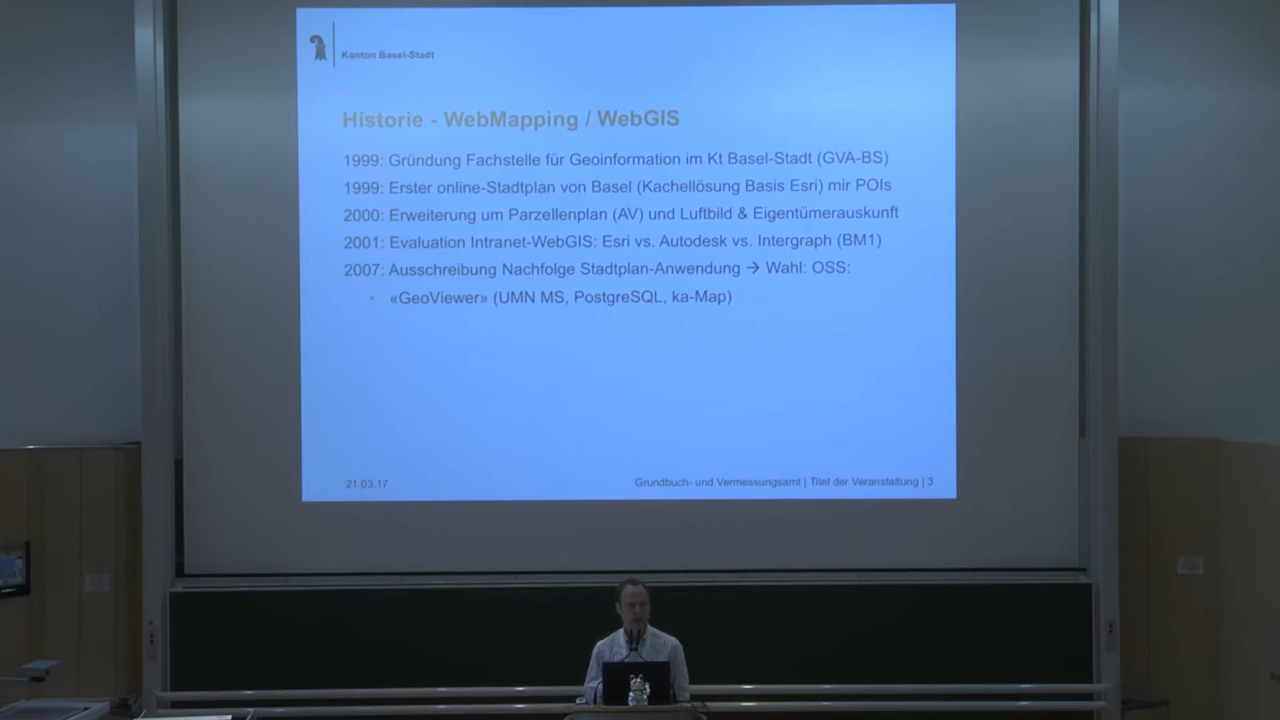 Kanton Basel-Stadt
Historie - WebMapping / WebGIS
1999: Gründung Fachstelle für Geoinformation im Kt Basel-Stadt (GVA-BS)
1999: Erster online-Stadtplan von Basel (Kachellösung Basis Esri) mir POIs
2000: Erweiterung um Parzellenplan (AV) und Luftbild & Eigentümerauskunft
2001: Evaluation Intranet-WebGIS: Esri vs. Autodesk vs. Intergraph (BM1)
2007: Ausschreibung Nachfolge Stadtplan-Anwendung → Wahl: OSS:
• «GeoViewer» (UMN MS, PostgreSQL, ka-Map)
21.03.17
Grundbuch- und Vermessungsamt | Titel der Veranstaltung | 3